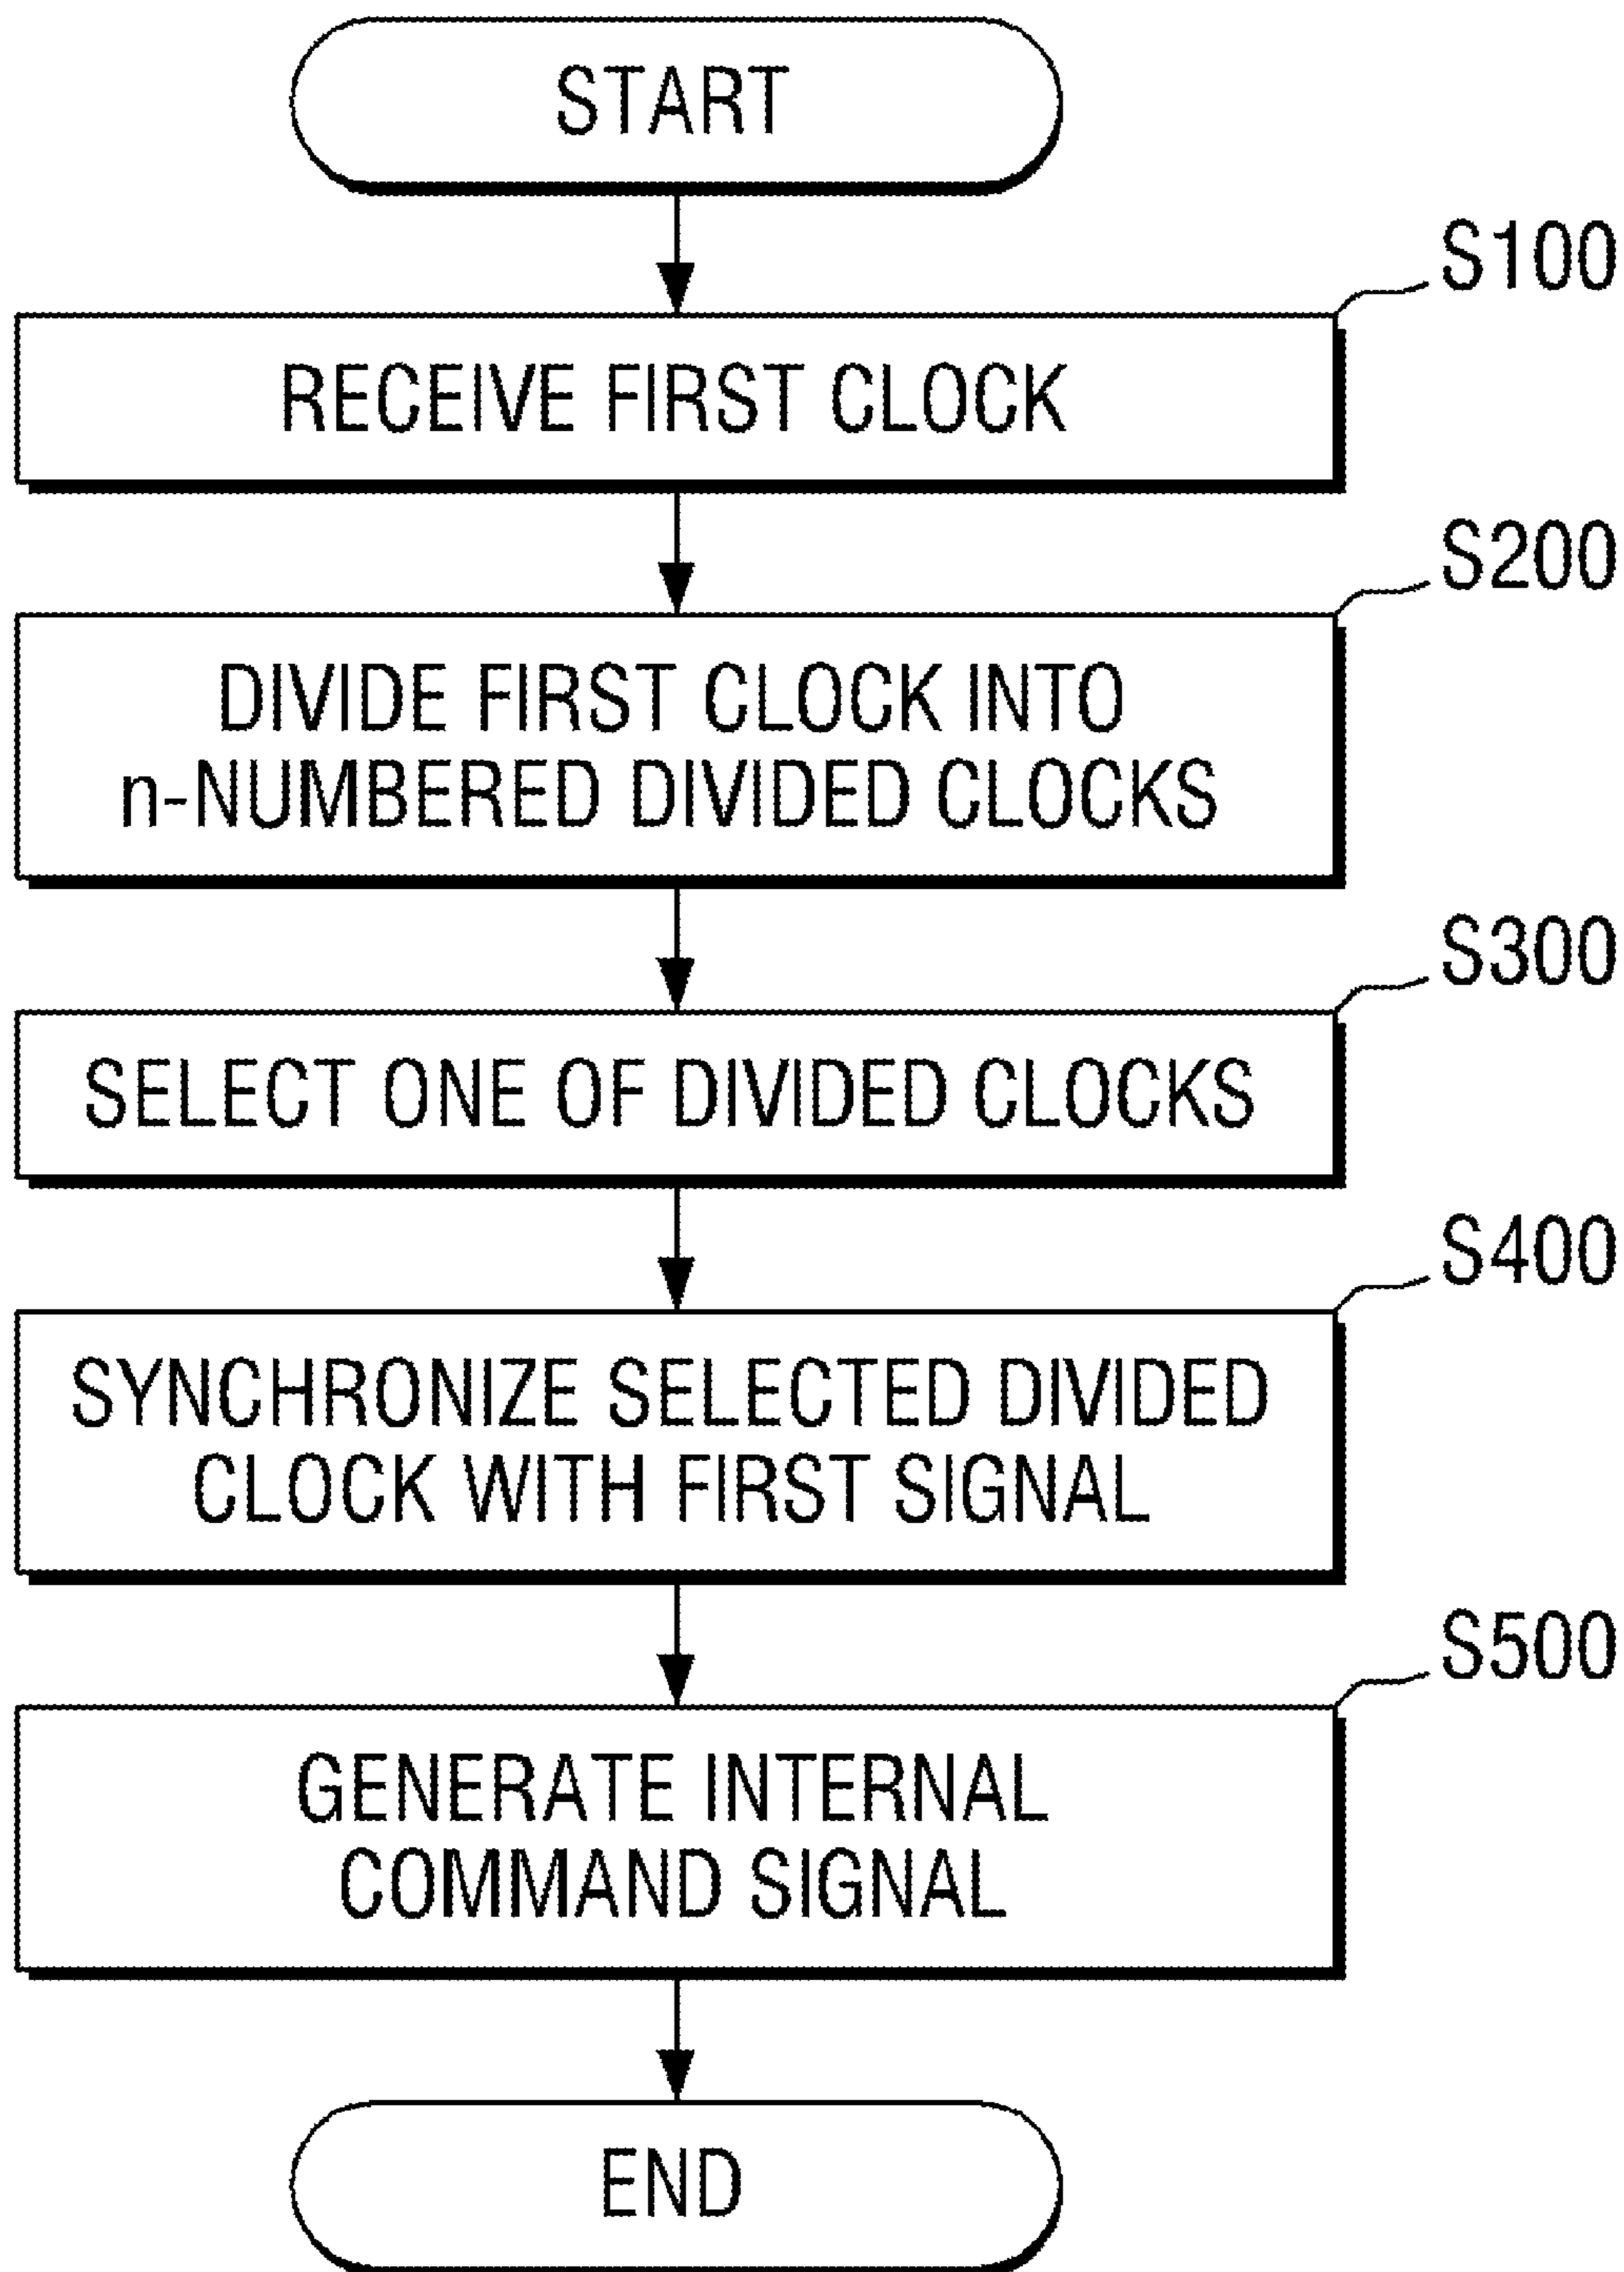 START
S100
RECEIVE FIRST CLOCK
S200
DIVIDE FIRST CLOCK INTO
n-NUMBERED DIVIDED CLOCKS
S300
SELECT ONE OF DIVIDED CLOCKS
S400
SYNCHRONIZE SELECTED DIVIDED
CLOCK WITH FIRST SIGNAL
S500
GENERATE INTERNAL
COMMAND SIGNAL
END